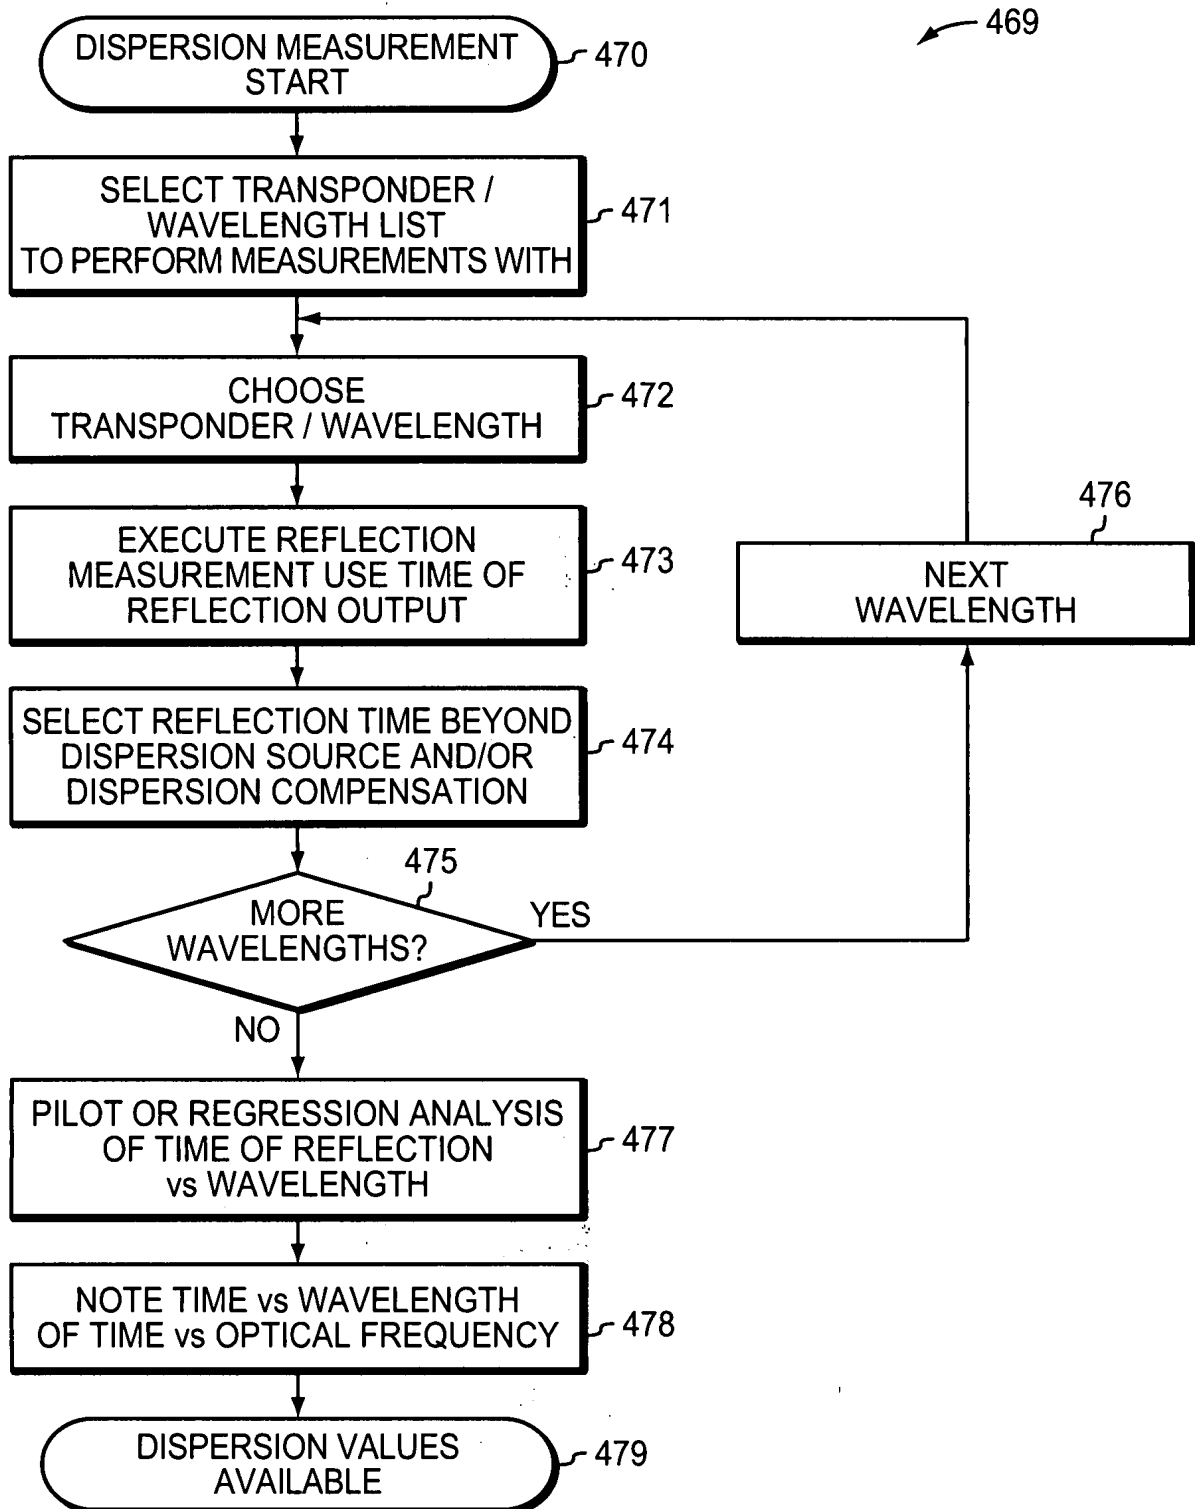 469
DISPERSION MEASUREMENT
START
470
SELECT TRANSPONDER /
WAVELENGTH LIST
TO PERFORM MEASUREMENTS WITH
471
CHOOSE
TRANSPONDER / WAVELENGTH
472
EXECUTE REFLECTION
MEASUREMENT USE TIME OF
REFLECTION OUTPUT
473
476
NEXT
WAVELENGTH
SELECT REFLECTION TIME BEYOND
DISPERSION SOURCE AND/OR
DISPERSION COMPENSATION
474
475
MORE
WAVELENGTHS?
YES
NO
PILOT OR REGRESSION ANALYSIS
OF TIME OF REFLECTION
vs WAVELENGTH
477
NOTE TIME vs WAVELENGTH
OF TIME vs OPTICAL FREQUENCY
478
DISPERSION VALUES
AVAILABLE
479